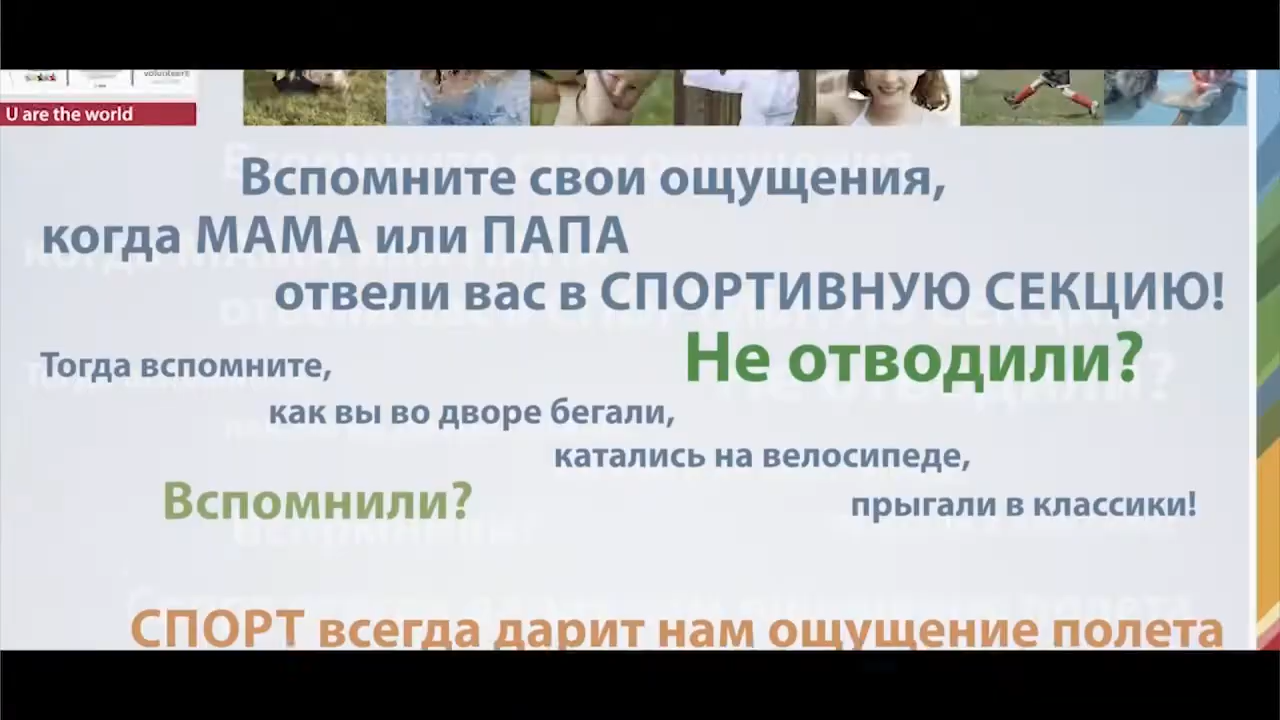 volunteers
U are the world
Вспомните свои ощущения,
когда МАМА или ПАПА
отвели вас в СПОРТИВНУЮ СЕКЦИЮ!
Не отводили?
Тогда вспомните,
как вы во дворе бегали,
катались на велосипеде,
прыгали в классики!
Вспомнили?
СПОРТ всегда дарит нам ощущение полета